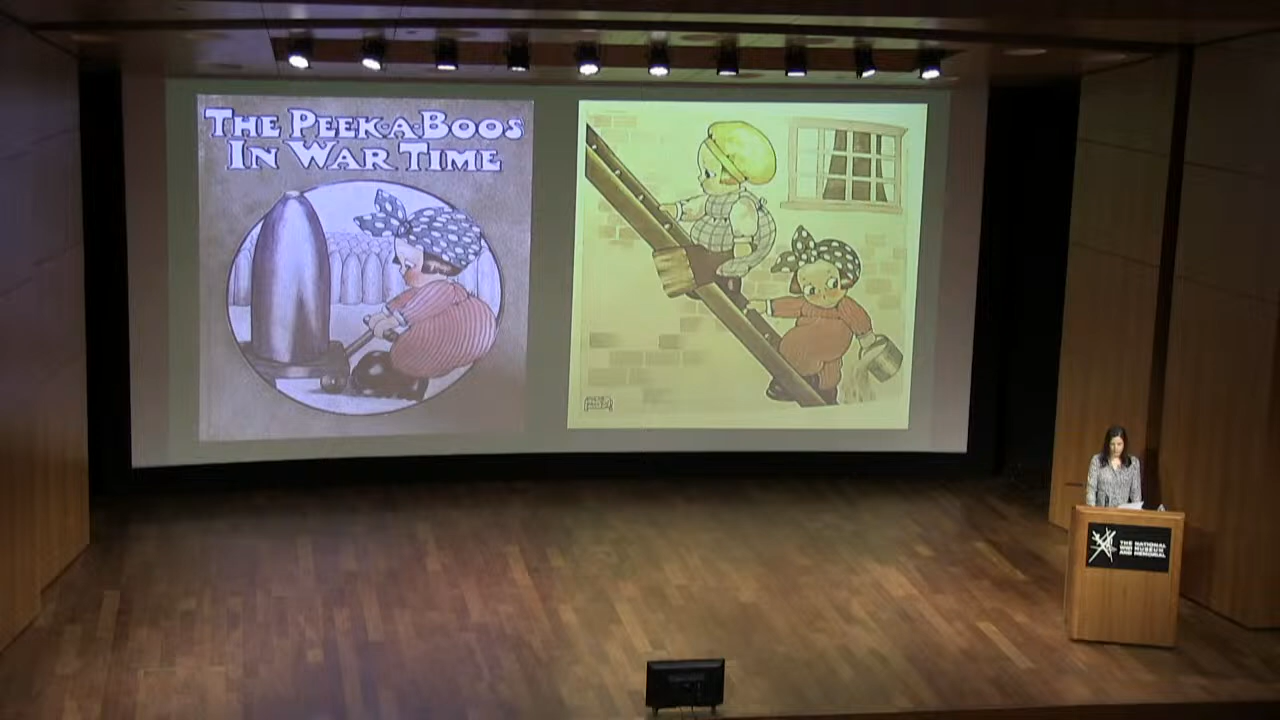 THE PEEK-A-BOOS
IN WAR TIME
THE NATIONAL
WWI MUSEUM
AND MEMORIAL